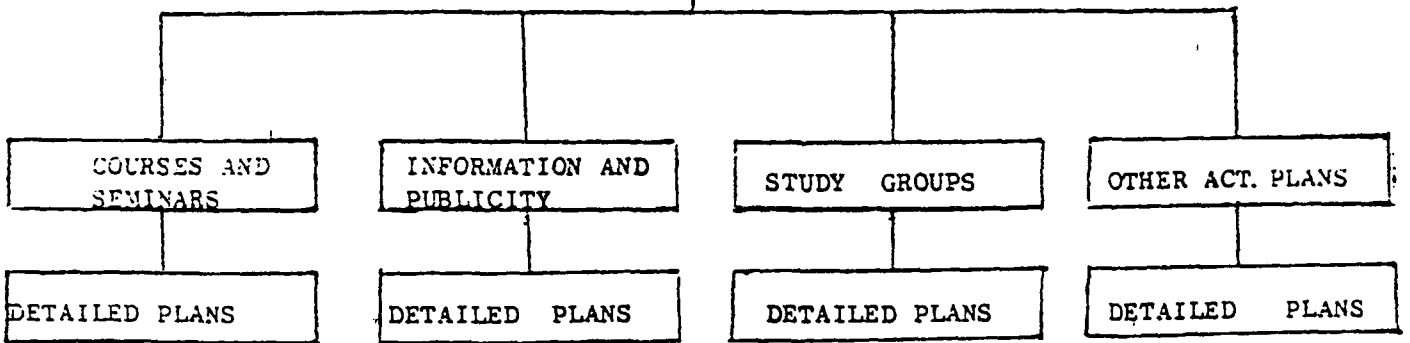 COURSES AND
SEMINARS
INFORMATION AND
PUBLICITY
STUDY GROUPS
OTHER ACT. PLANS
DETAILED PLANS
DETAILED PLANS
DETAILED PLANS
DETAILED PLANS